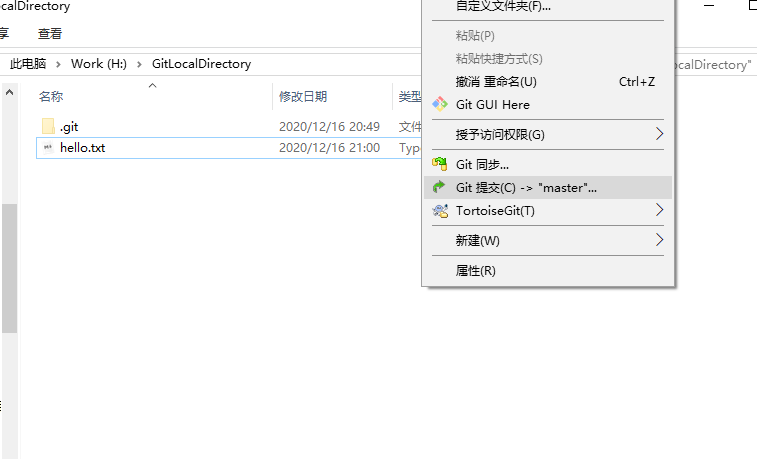 calDirectory
享 查看
此电脑 > Work (H:) > GitLocalDirectory
ocalDirectory"
名称 修改日期 类型
.git 2020/12/16 20:49 文件
hello.txt 2020/12/16 21:00 Type
自定义文件夹(F)...
粘贴(P)
粘贴快捷方式(S)
撤消 重命名(U) Ctrl+Z
Git GUI Here
授予访问权限(G)
Git 同步...
Git 提交(C) -> "master"...
TortoiseGit(T)
新建(W)
属性(R)